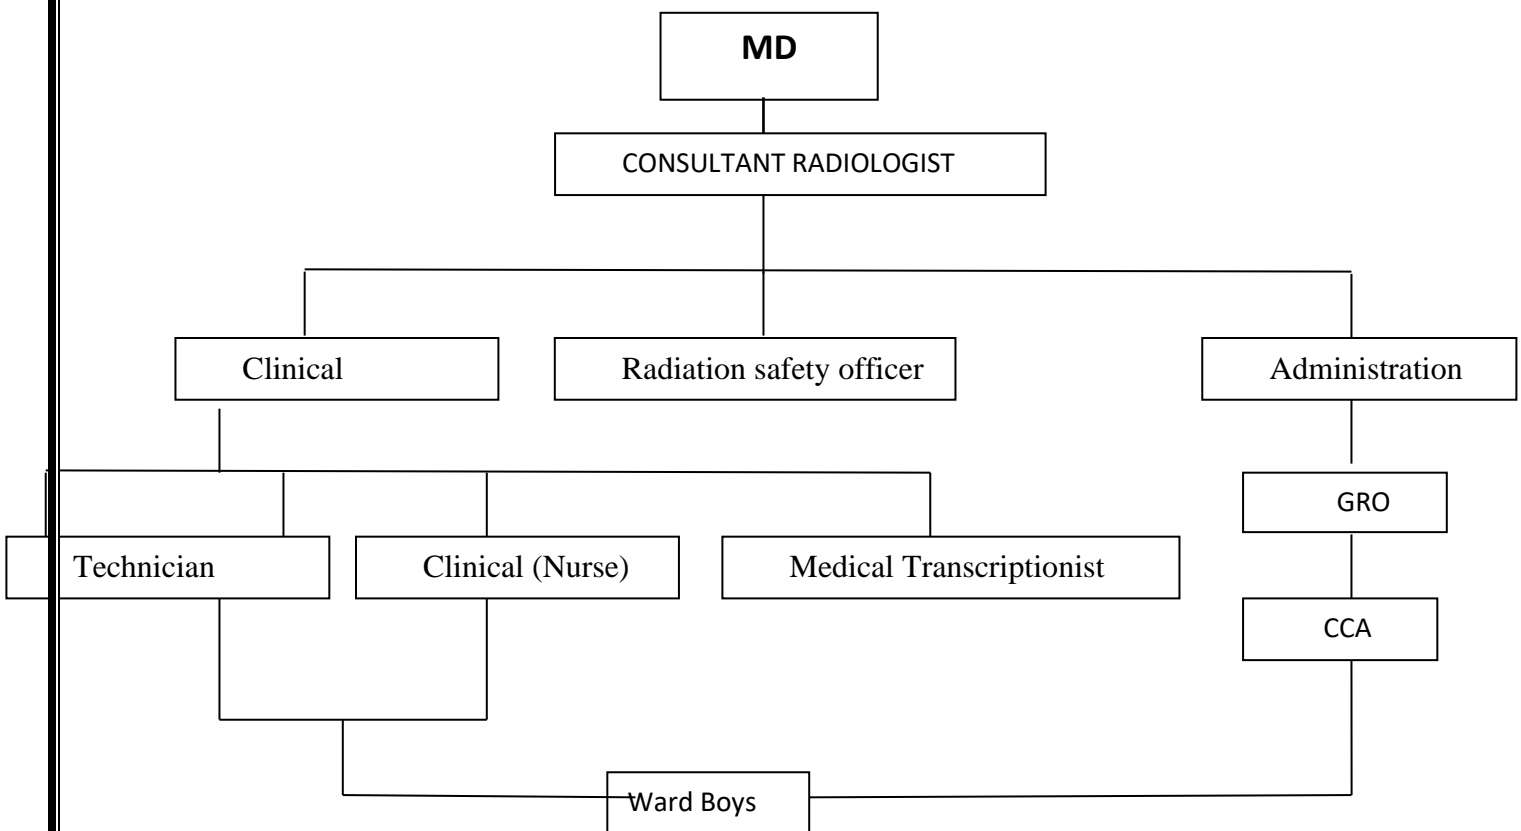 MD
CONSULTANT RADIOLOGIST
Clinical
Radiation safety officer
Administration
GRO
Technician
Clinical (Nurse)
Medical Transcriptionist
CCA
Ward Boys